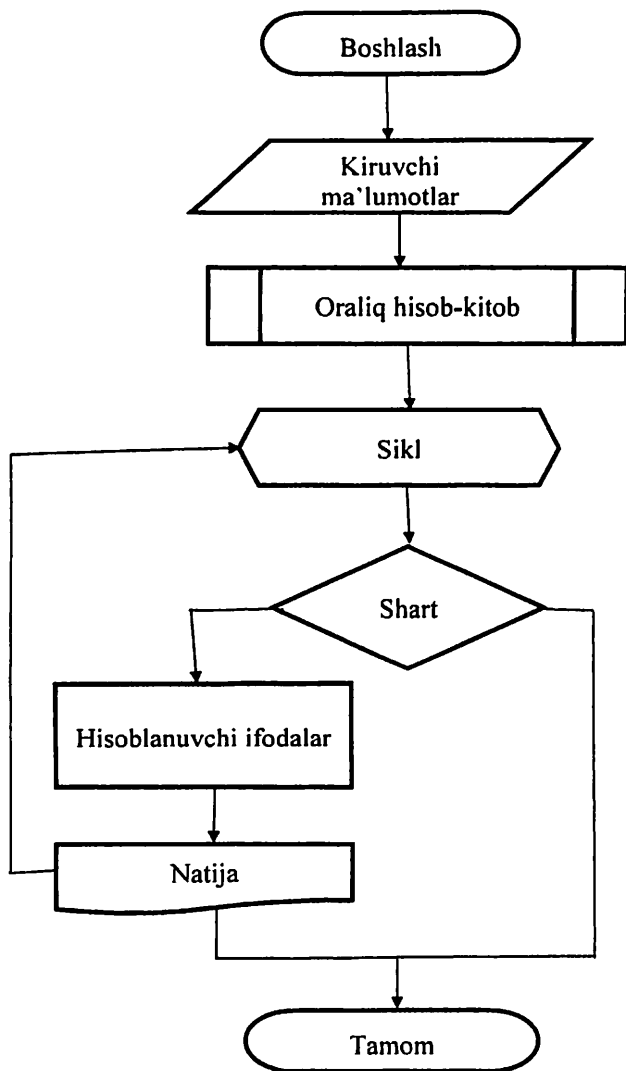 Boshlash
Kiruvchi
ma’lumotlar
Oraliq hisob-kitob
Sikl
Shart
Hisoblanuvchi ifodalar
Natija
Tamom